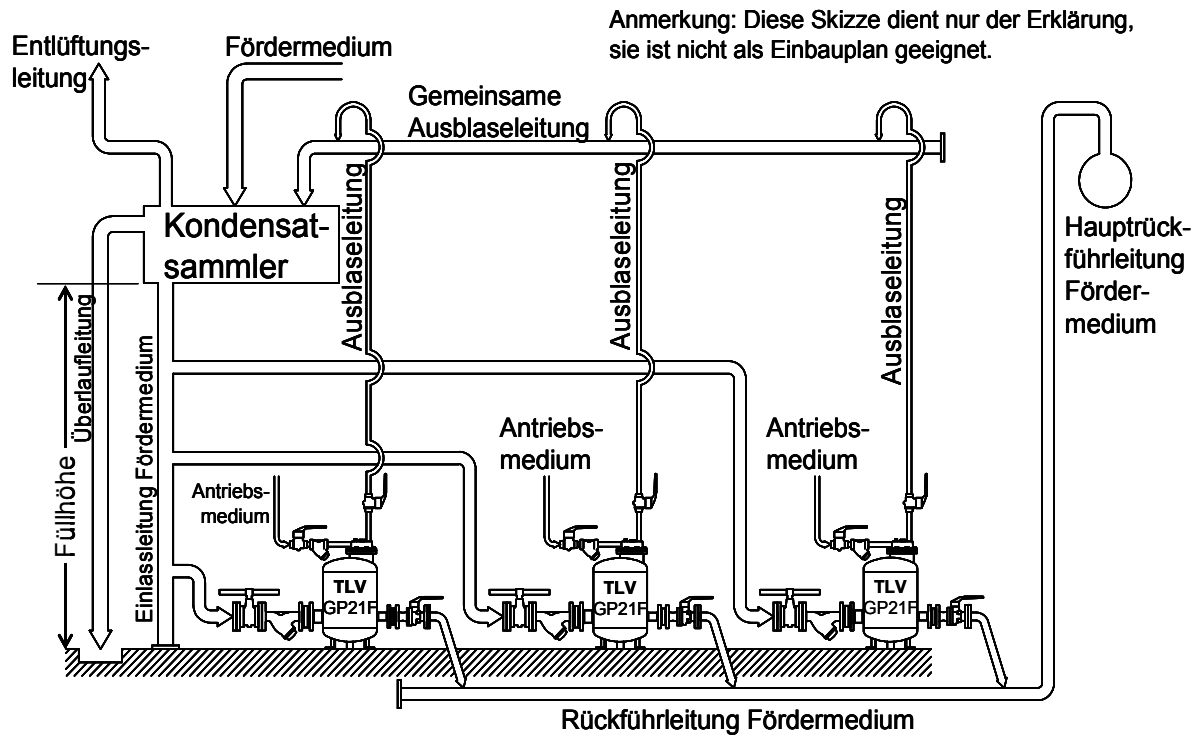 Anmerkung: Diese Skizze dient nur der Erklärung,
sie ist nicht als Einbauplan geeignet.
Entlüftungs-
leitung
Fördermedium
Gemeinsame
Ausblaseleitung
Kondensat-
sammler
Ausblaseleitung
Ausblaseleitung
Ausblaseleitung
Hauptrück-
führleitung
Förder-
medium
Füllhöhe
Überlaufleitung
Einlassleitung Fördermedium
Antriebs-
medium
Antriebs-
medium
Antriebs-
medium
TLV
GP21F
TLV
GP21F
TLV
GP21F
Rückführleitung Fördermedium